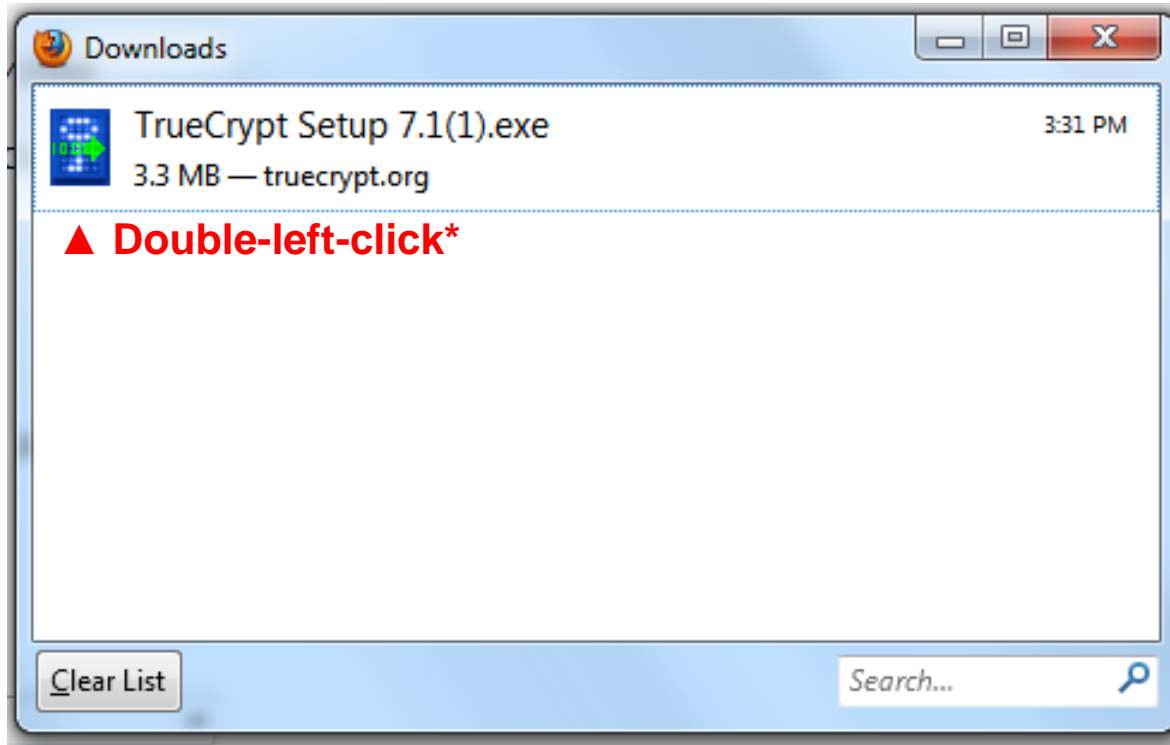 Downloads
TrueCrypt Setup 7.1(1).exe 3:31 PM
3.3 MB — truecrypt.org
▲ Double-left-click*
Clear List Search...